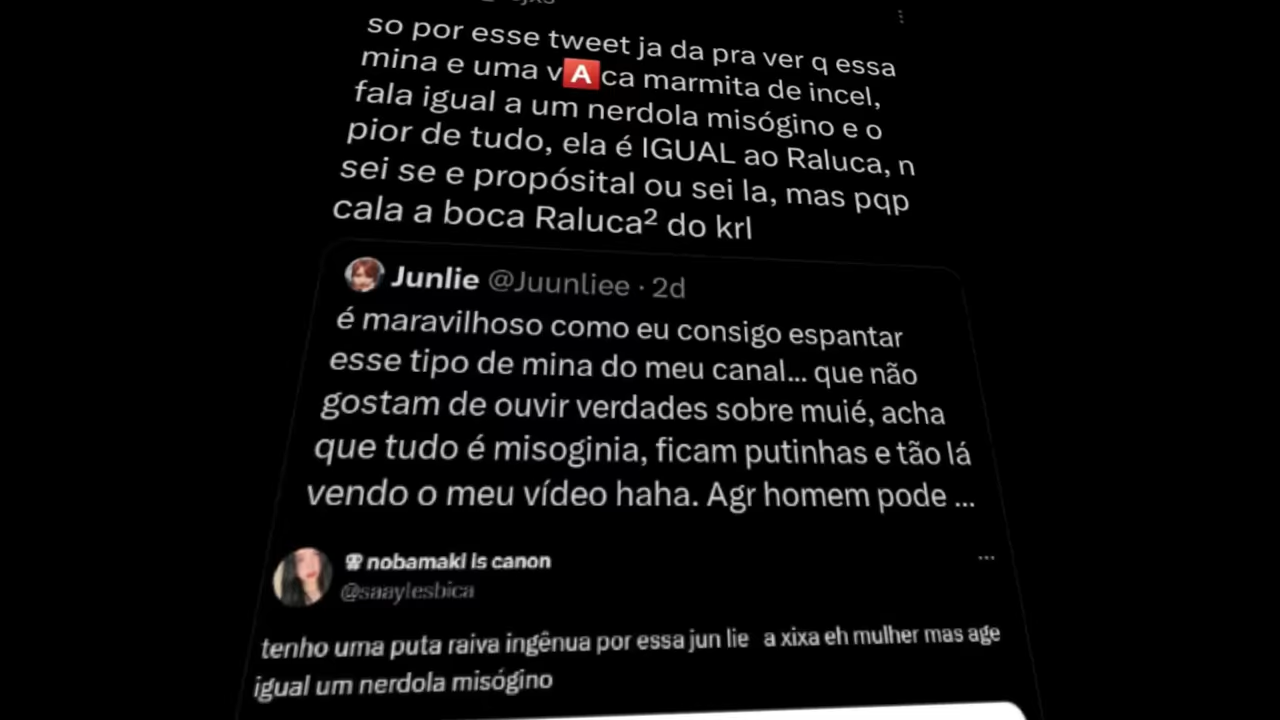 so por esse tweet ja da pra ver q essa
mina e uma v🅰️ca marmita de incel,
fala igual a um nerdola misógino e o
pior de tudo, ela é IGUAL ao Raluca, n
sei se e propósital ou sei la, mas pqp
cala a boca Raluca² do krl
Junlie @Juunliee · 2d
é maravilhoso como eu consigo espantar
esse tipo de mina do meu canal... que não
gostam de ouvir verdades sobre muié, acha
que tudo é misoginia, ficam putinhas e tão lá
vendo o meu vídeo haha. Agr homem pode ...
nobamaki is canon
@saaylesbica
tenho uma puta raiva ingênua por essa jun lie a xixa eh mulher mas age
igual um nerdola misógino